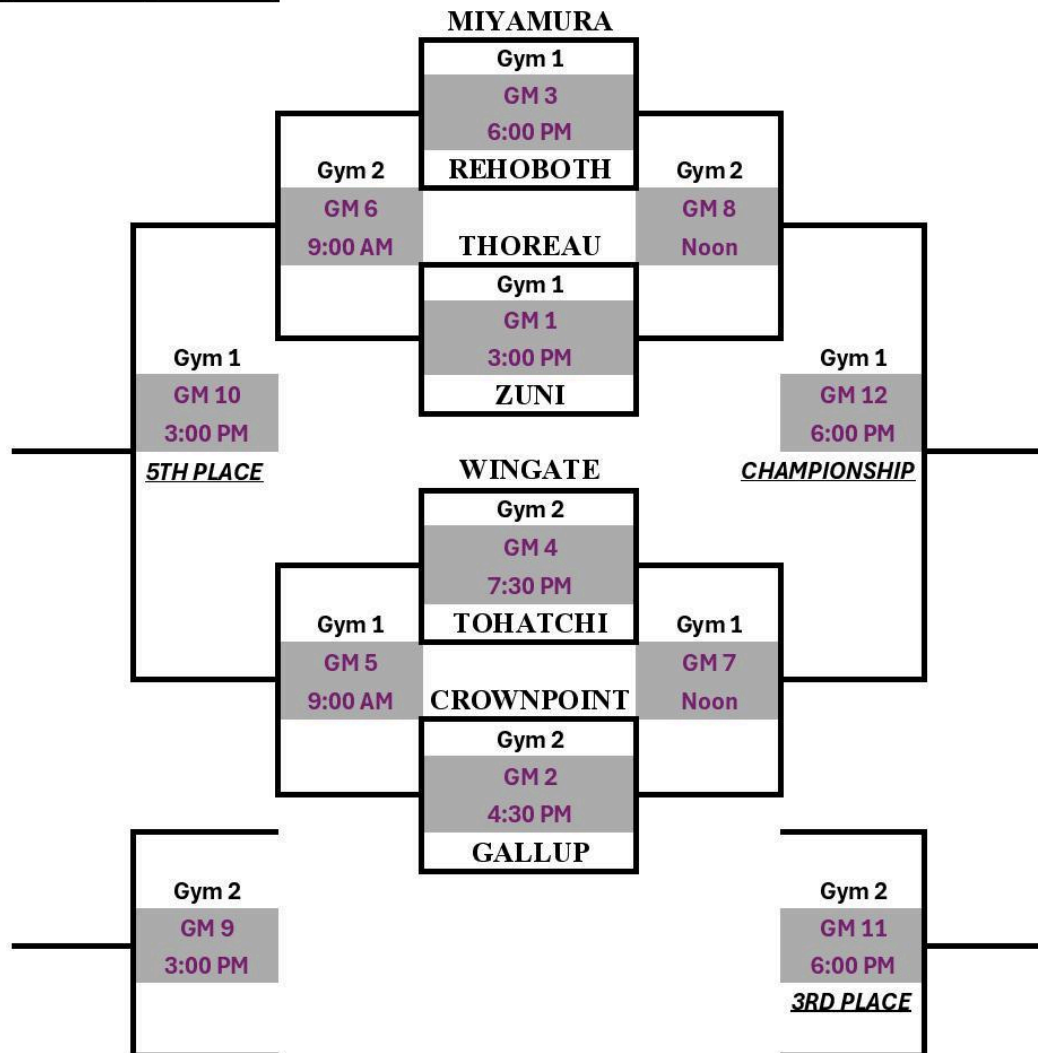 MIYAMURA
Gym 1
GM 3
6:00 PM
REHOBOTH
Gym 2
GM 6
9:00 AM
Gym 2
GM 8
Noon
THOREAU
Gym 1
GM 1
3:00 PM
ZUNI
Gym 1
GM 10
3:00 PM
5TH PLACE
Gym 1
GM 12
6:00 PM
CHAMPIONSHIP
WINGATE
Gym 2
GM 4
7:30 PM
TOHATCHI
Gym 1
GM 5
9:00 AM
Gym 1
GM 7
Noon
CROWNPOINT
Gym 2
GM 2
4:30 PM
GALLUP
Gym 2
GM 9
3:00 PM
Gym 2
GM 11
6:00 PM
3RD PLACE